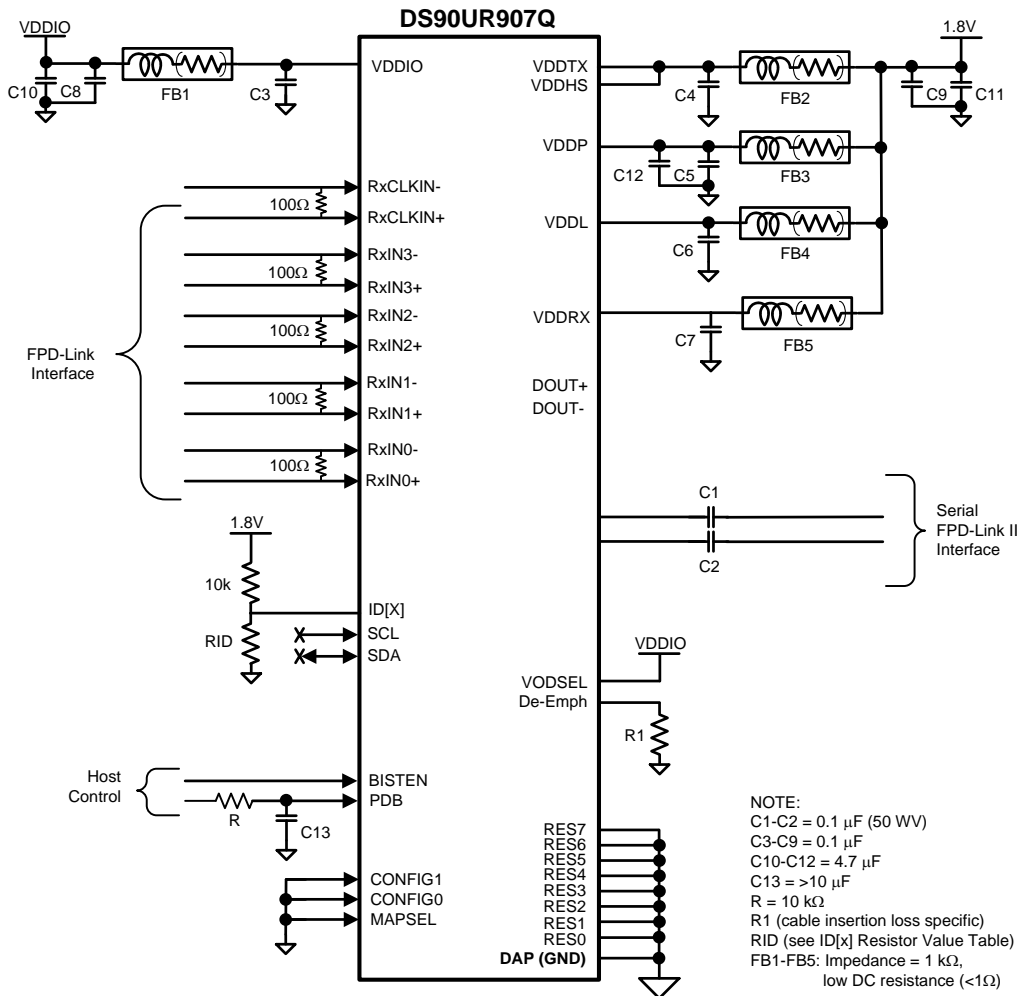 DS90UR907Q
VDDIO
C10
C8
FB1
C3
VDDIO
RxCLKIN-
100Ω
RxCLKIN+
RxIN3-
100Ω
RxIN3+
RxIN2-
100Ω
RxIN2+
RxIN1-
100Ω
RxIN1+
RxIN0-
100Ω
RxIN0+
FPD-Link
Interface
1.8V
10k
RID
ID[X]
SCL
SDA
Host
Control
BISTEN
PDB
R
C13
CONFIG1
CONFIG0
MAPSEL
VDDTX
VDDHS
C4
FB2
1.8V
C9
C11
VDDP
C12
C5
FB3
VDDL
C6
FB4
VDDRX
C7
FB5
DOUT+
DOUT-
C1
C2
Serial
FPD-Link II
Interface
VDDIO
VODSEL
De-Emph
R1
RES7
RES6
RES5
RES4
RES3
RES2
RES1
RES0
DAP (GND)
NOTE:
C1-C2 = 0.1 μF (50 WV)
C3-C9 = 0.1 μF
C10-C12 = 4.7 μF
C13 = >10 μF
R = 10 kΩ
R1 (cable insertion loss specific)
RID (see ID[x] Resistor Value Table)
FB1-FB5: Impedance = 1 kΩ,
low DC resistance (<1Ω)